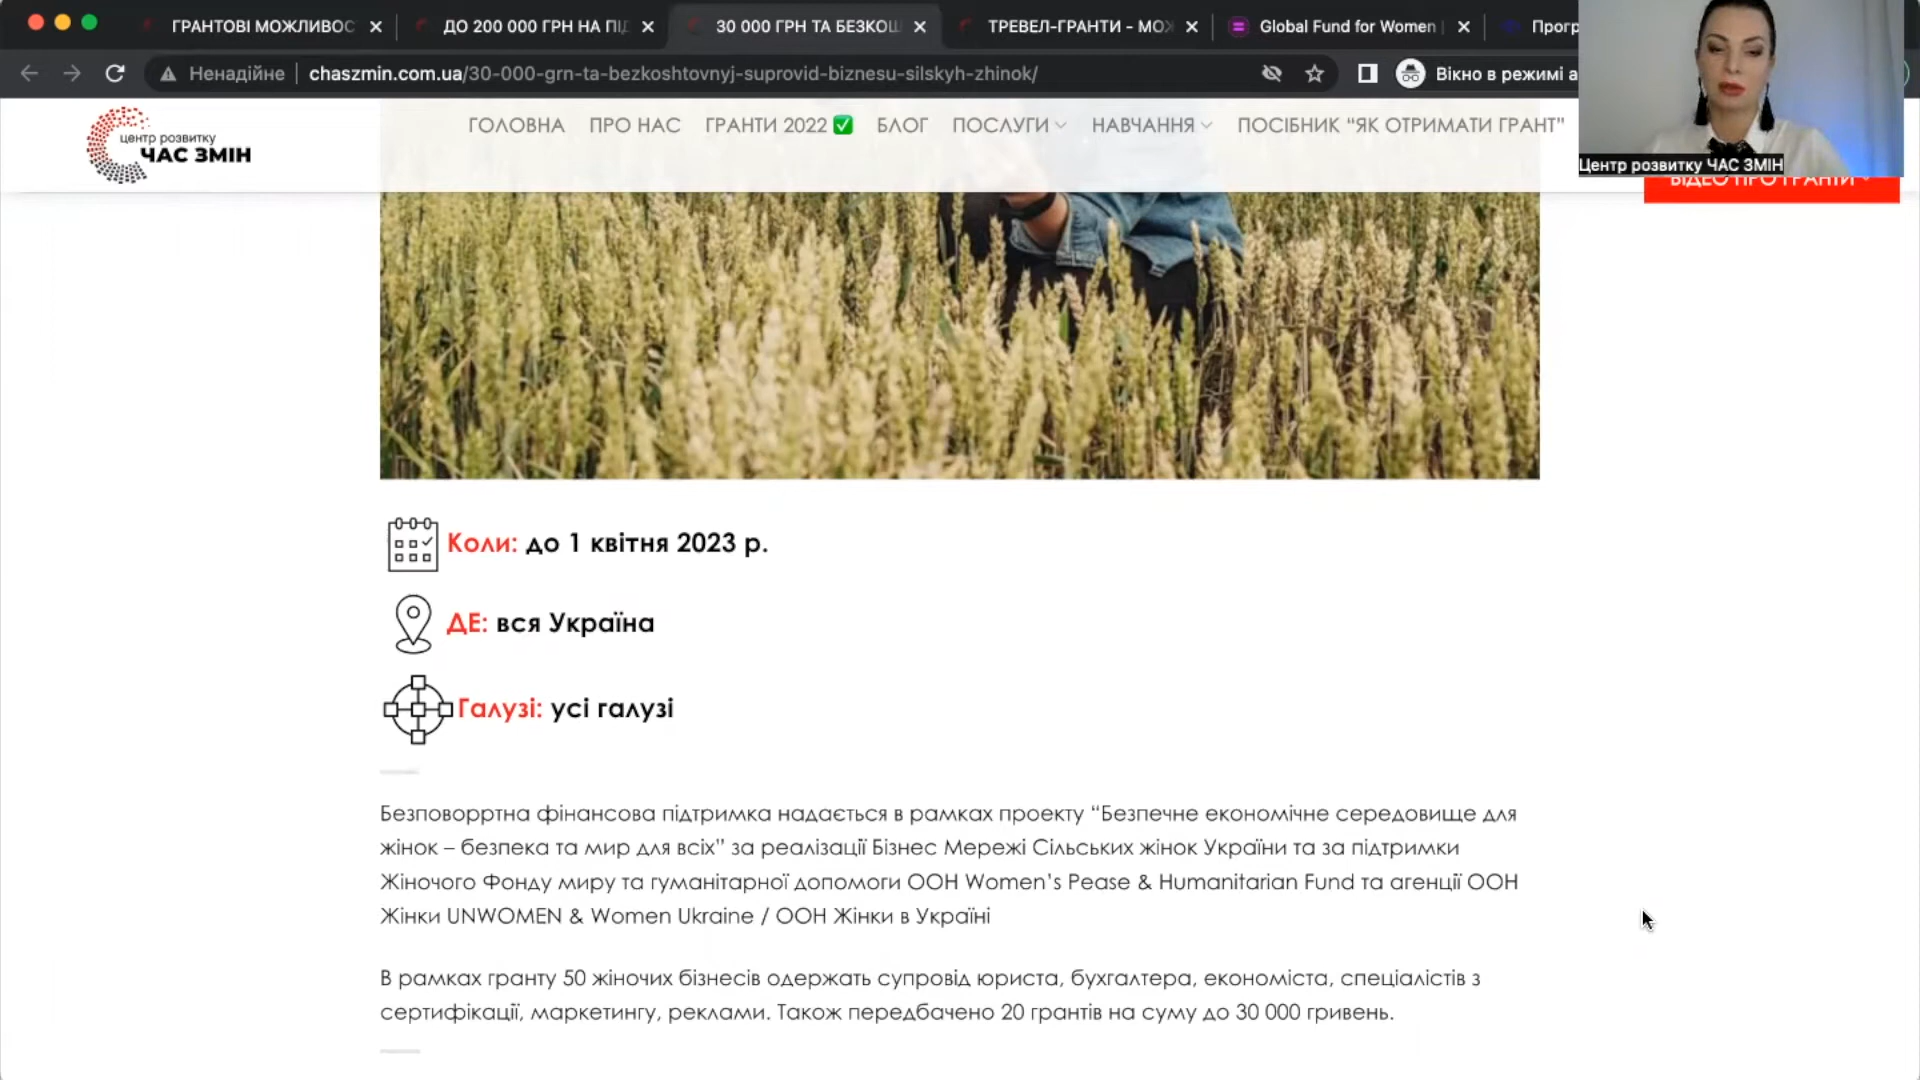 ГРАНТОВІ МОЖЛИВОС
ДО 200 000 ГРН НА ПІД
30 000 ГРН ТА БЕЗКОШ
ТРЕВЕЛ-ГРАНТИ - МОЖ
Global Fund for Women
Прогр
Ненадійне
chaszmin.com.ua/30-000-grn-ta-bezkoshtovnyj-suprovid-biznesu-silskyh-zhinok/
Вікно в режимі а
центр розвитку
ЧАС ЗМІН
ГОЛОВНА
ПРО НАС
ГРАНТИ 2022 ✅
БЛОГ
ПОСЛУГИ
НАВЧАННЯ
ПОСІБНИК “ЯК ОТРИМАТИ ГРАНТ”
Центр розвитку ЧАС ЗМІН
ВІДЕО ПРО ГРАНТИ
Коли: до 1 квітня 2023 р.
ДЕ: вся Україна
Галузі: усі галузі
Безповорртна фінансова підтримка надається в рамках проекту “Безпечне економічне середовище для
жінок – безпека та мир для всіх” за реалізації Бізнес Мережі Сільських жінок України та за підтримки
Жіночого Фонду миру та гуманітарної допомоги ООН Women’s Pease & Humanitarian Fund та агенції ООН
Жінки UNWOMEN & Women Ukraine / ООН Жінки в Україні
В рамках гранту 50 жіночих бізнесів одержать супровід юриста, бухгалтера, економіста, спеціалістів з
сертифікації, маркетингу, реклами. Також передбачено 20 грантів на суму до 30 000 гривень.